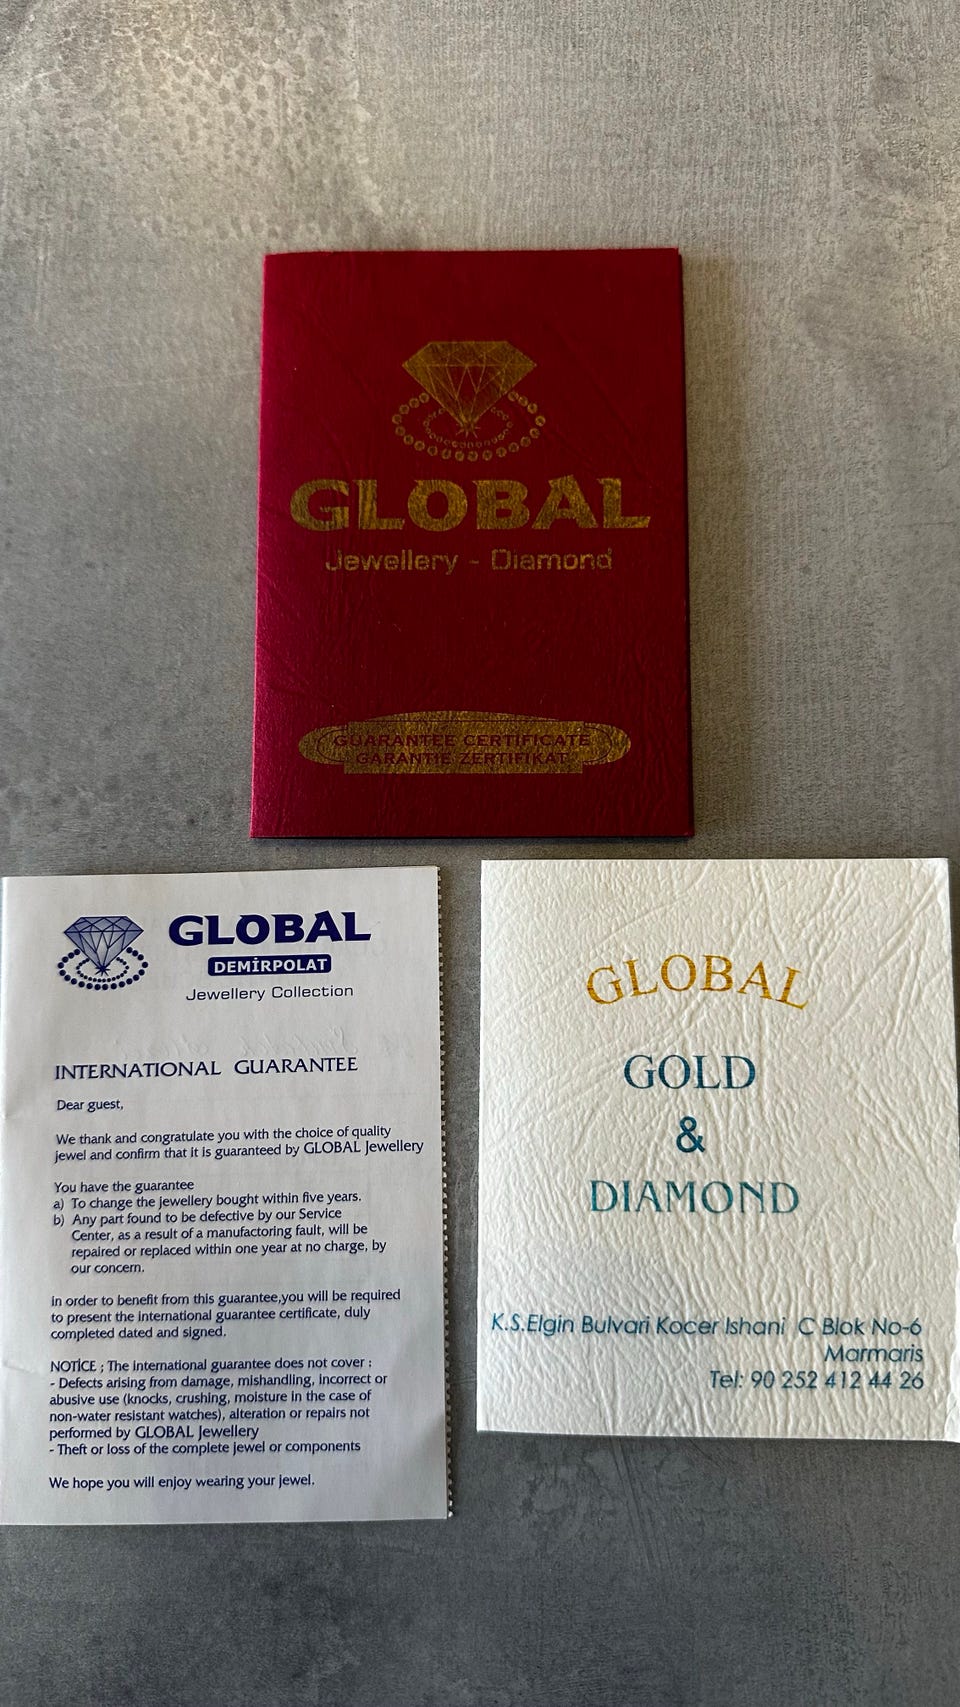 GLOBAL
Jewellery - Diamond
GUARANTEE CERTIFICATE
GARANTIE ZERTIFIKAT
GLOBAL
DEMİRPOLAT
Jewellery Collection
INTERNATIONAL GUARANTEE
Dear guest,
We thank and congratulate you with the choice of quality
jewel and confirm that it is guaranteed by GLOBAL Jewellery
You have the guarantee
a) To change the jewellery bought within five years.
b) Any part found to be defective by our Service
Center, as a result of a manufactoring fault, will be
repaired or replaced within one year at no charge, by
our concern.
in order to benefit from this guarantee,you will be required
to present the international guarantee certificate, duly
completed dated and signed.
NOTİCE ; The international guarantee does not cover :
- Defects arising from damage, mishandling, incorrect or
abusive use (knocks, crushing, moisture in the case of
non-water resistant watches), alteration or repairs not
performed by GLOBAL Jewellery
- Theft or loss of the complete jewel or components
We hope you will enjoy wearing your jewel.
GLOBAL
GOLD
&
DIAMOND
K.S.Elgin Bulvari Kocer Ishani C Blok No-6
Marmaris
Tel: 90 252 412 44 26